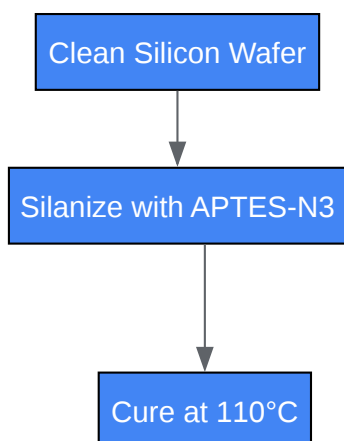 Clean Silicon Wafer
Silanize with APTES-N3
Cure at 110°C